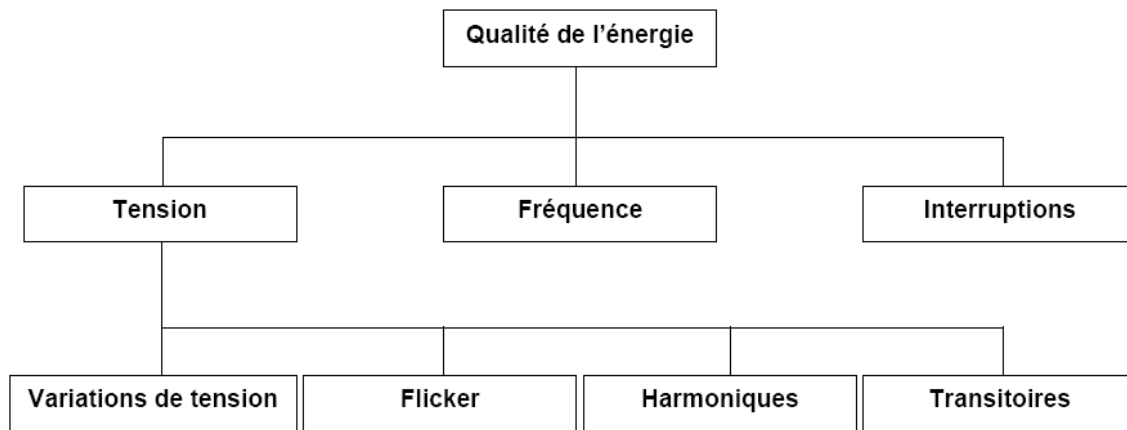 Qualité de l’énergie
Tension
Fréquence
Interruptions
Variations de tension
Flicker
Harmoniques
Transitoires